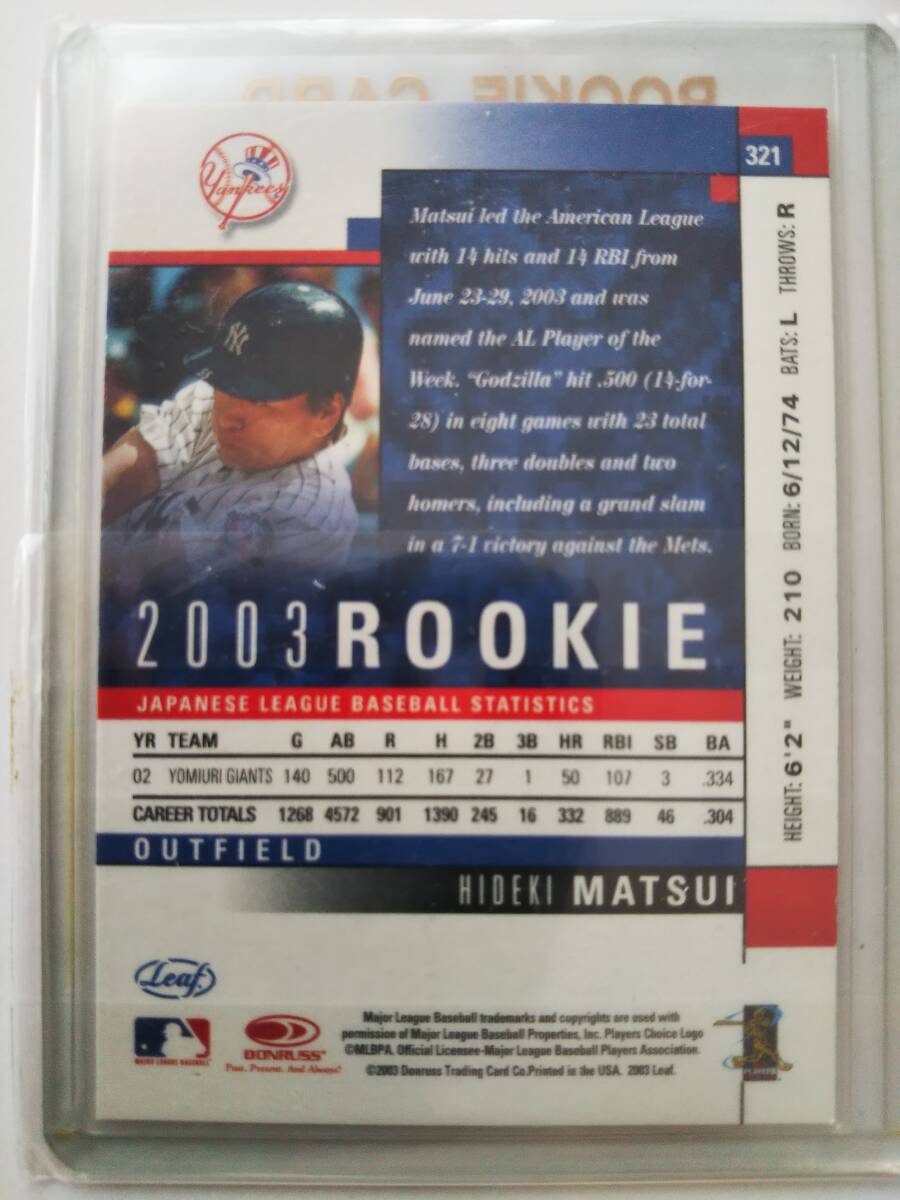 ROOKIE CARD
321
Yankees
Matsui led the American League
with 14 hits and 14 RBI from
June 23-29, 2003 and was
named the AL Player of the
Week. "Godzilla" hit .500 (14-for-
28) in eight games with 23 total
bases, three doubles and two
homers, including a grand slam
in a 7-1 victory against the Mets.
NY
55
HEIGHT: 6'2" WEIGHT: 210 BORN: 6/12/74 BATS: L THROWS: R
2003 ROOKIE
JAPANESE LEAGUE BASEBALL STATISTICS
YR TEAM G AB R H 2B 3B HR RBI SB BA
02 YOMIURI GIANTS 140 500 112 167 27 1 50 107 3 .334
CAREER TOTALS 1268 4572 901 1390 245 16 332 889 46 .304
OUTFIELD
HIDEKI MATSUI
Leaf
Major League Baseball trademarks and copyrights are used with
permission of Major League Baseball Properties, Inc. Players Choice Logo
©MLBPA. Official Licensee-Major League Baseball Players Association.
©2003 Donruss Trading Card Co.Printed in the USA. 2003 Leaf.
MAJOR LEAGUE BASEBALL
DONRUSS
Past, Present, And Always!
PLAYERS